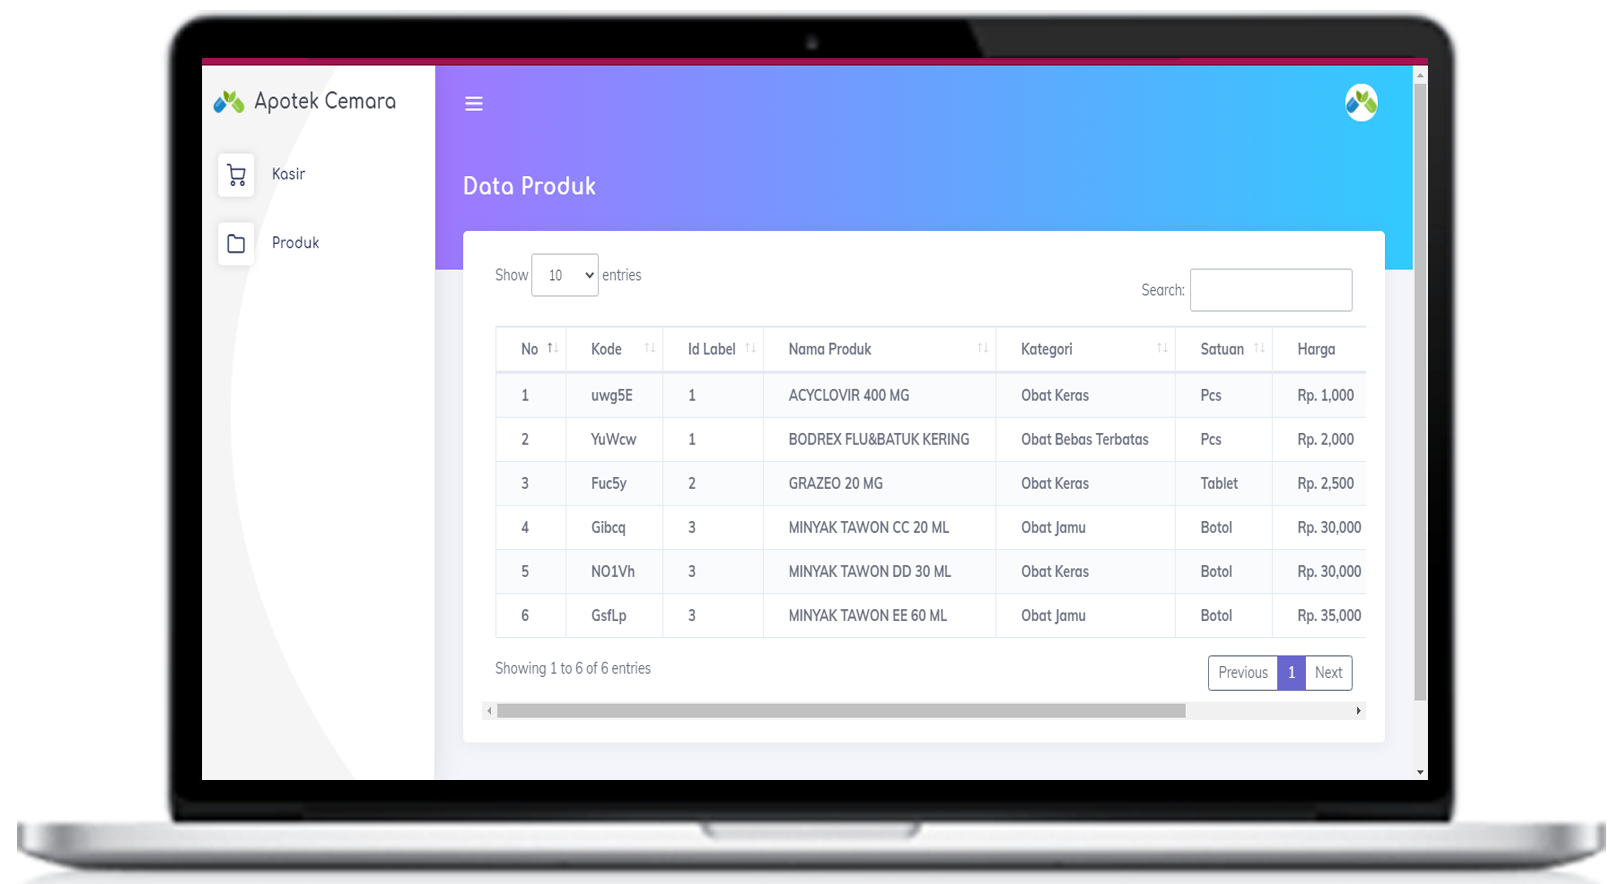 Apotek Cemara
Kasir
Produk
Data Produk
Show 10 entries
Search:
No Kode Id Label Nama Produk Kategori Satuan Harga
1 uwg5E 1 ACYCLOVIR 400 MG Obat Keras Pcs Rp. 1,000
2 YuWcw 1 BODREX FLU&BATUK KERING Obat Bebas Terbatas Pcs Rp. 2,000
3 Fuc5y 2 GRAZEO 20 MG Obat Keras Tablet Rp. 2,500
4 Gibcq 3 MINYAK TAWON CC 20 ML Obat Jamu Botol Rp. 30,000
5 NO1Vh 3 MINYAK TAWON DD 30 ML Obat Keras Botol Rp. 30,000
6 GsfLp 3 MINYAK TAWON EE 60 ML Obat Jamu Botol Rp. 35,000
Showing 1 to 6 of 6 entries
Previous 1 Next